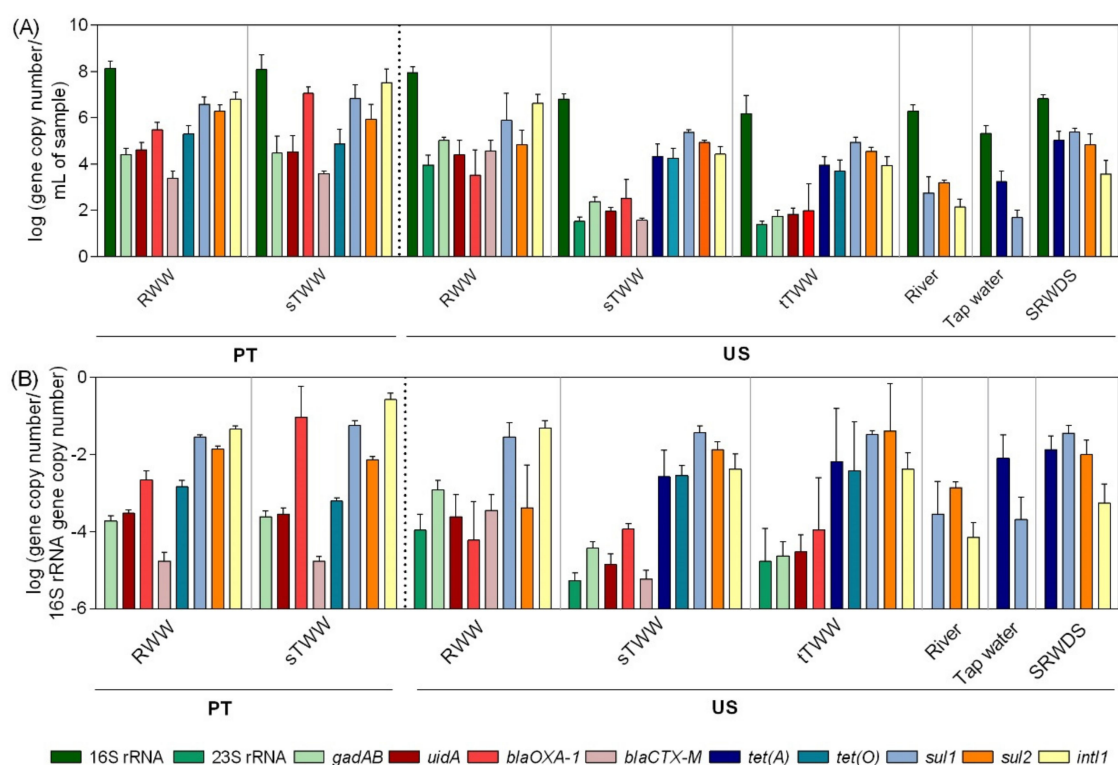 (A)
log (gene copy number/
mL of sample)
10
8
6
4
2
0
RWW
sTWW
RWW
sTWW
tTWW
River
Tap water
SRWDS
PT
US
(B)
log (gene copy number/
16S rRNA gene copy number)
0
-2
-4
-6
RWW
sTWW
RWW
sTWW
tTWW
River
Tap water
SRWDS
PT
US
16S rRNA 23S rRNA gadAB uidA blaOXA-1 blaCTX-M tet(A) tet(O) sul1 sul2 intI1